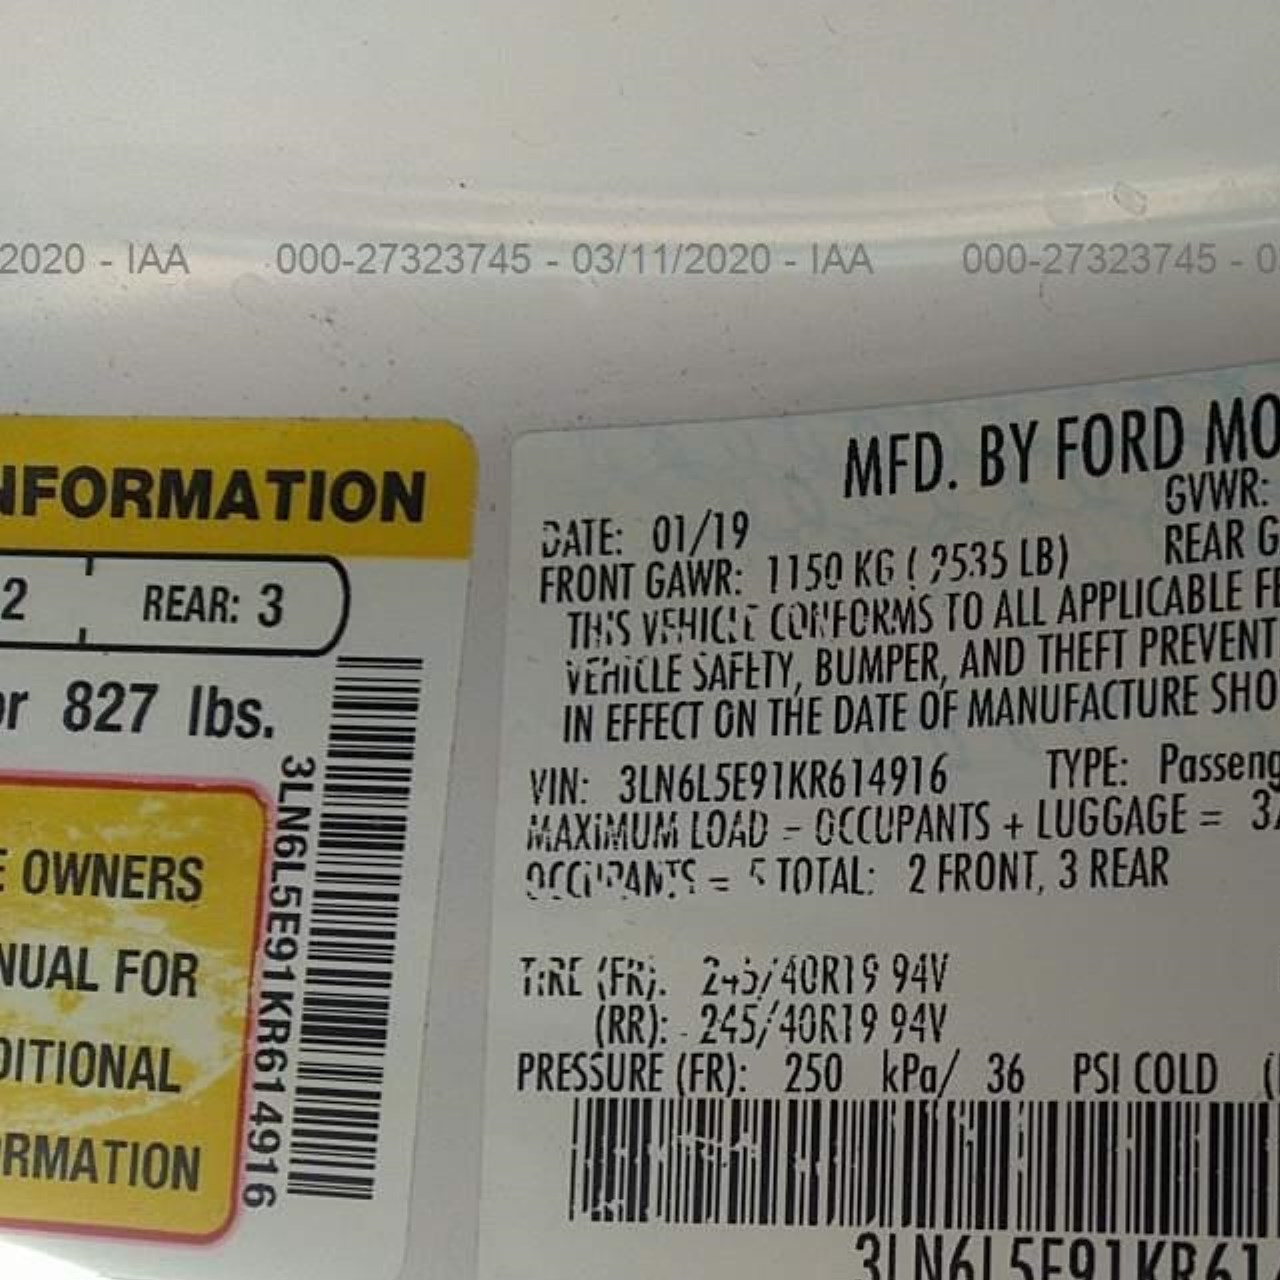 2020 - IAA 000-27323745 - 03/11/2020 - IAA 000-27323745 - 0
NFORMATION
2 REAR: 3
or 827 lbs.
3LN6L5E91KR614916
E OWNERS
NUAL FOR
DITIONAL
RMATION
MFD. BY FORD MO
DATE: 01/19 GVWR:
FRONT GAWR: 1150 KG ( 2535 LB) REAR G
THIS VEHICLE CONFORMS TO ALL APPLICABLE FE
VEHICLE SAFETY, BUMPER, AND THEFT PREVENT
IN EFFECT ON THE DATE OF MANUFACTURE SHO
VIN: 3LN6L5E91KR614916 TYPE: Passeng
MAXIMUM LOAD = OCCUPANTS + LUGGAGE = 3
OCCUPANTS = 5 TOTAL: 2 FRONT, 3 REAR
TIRE (FR): 245/40R19 94V
(RR): 245/40R19 94V
PRESSURE (FR): 250 kPa/ 36 PSI COLD (
3LN6L5E91KR61